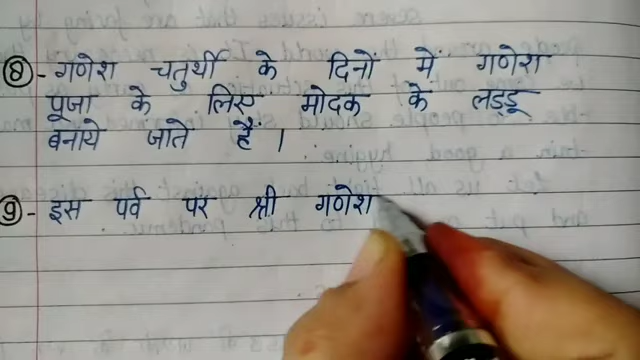 8 - गणेश चतुर्थी के दिनों में गणेश
पूजा के लिए मोदक के लड्डू
बनाये जाते हैं ।
9 - इस पर्व पर श्री गणेश